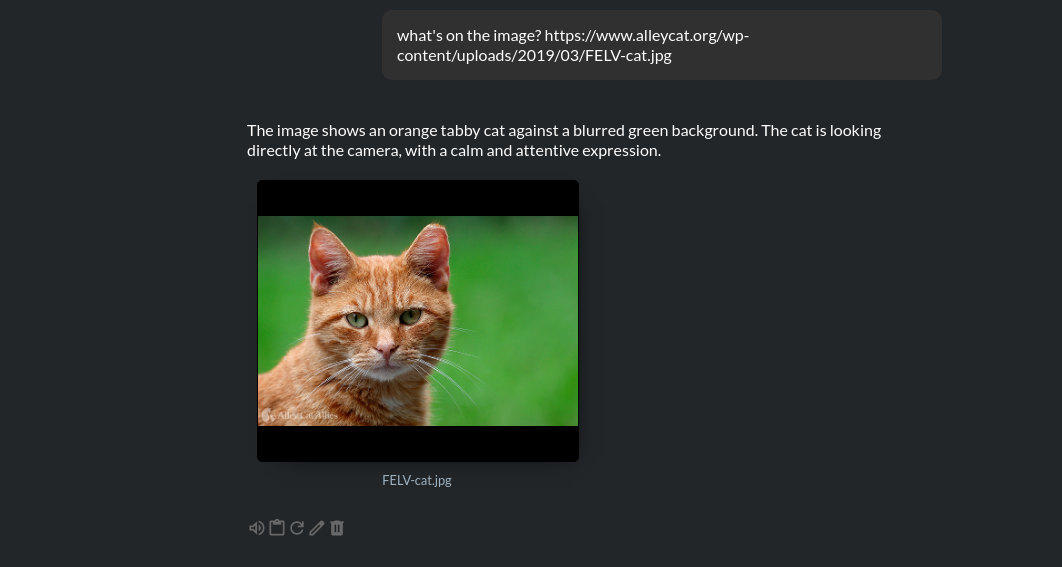 what's on the image? https://www.alleycat.org/wp-
content/uploads/2019/03/FELV-cat.jpg
The image shows an orange tabby cat against a blurred green background. The cat is looking
directly at the camera, with a calm and attentive expression.
Alley Cat Allies
FELV-cat.jpg